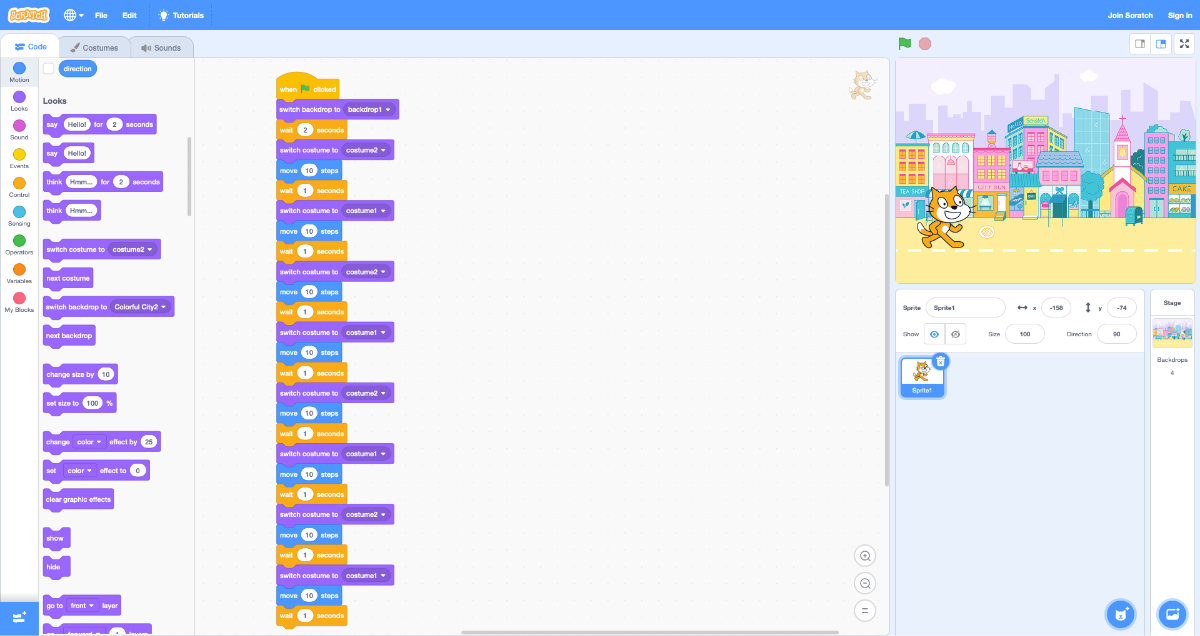 SCRATCH
File
Edit
Tutorials
Join Scratch
Sign in
Code
Costumes
Sounds
Motion
Looks
Sound
Events
Control
Sensing
Operators
Variables
My Blocks
direction
Looks
say Hello! for 2 seconds
say Hello!
think Hmm... for 2 seconds
think Hmm...
switch costume to costume2
next costume
switch backdrop to Colorful City2
next backdrop
change size by 10
set size to 100 %
change color effect by 25
set color effect to 0
clear graphic effects
show
hide
go to front layer
when clicked
switch backdrop to backdrop1
wait 2 seconds
switch costume to costume2
move 10 steps
wait 1 seconds
switch costume to costume1
move 10 steps
wait 1 seconds
switch costume to costume2
move 10 steps
wait 1 seconds
switch costume to costume1
move 10 steps
wait 1 seconds
switch costume to costume2
move 10 steps
wait 1 seconds
switch costume to costume1
move 10 steps
wait 1 seconds
switch costume to costume2
move 10 steps
wait 1 seconds
switch costume to costume1
move 10 steps
wait 1 seconds
Scratch
TEA SHOP
CITY BUN
CAKE
Sprite Sprite1 x -158 y -74
Show Size 100 Direction 90
Sprite1
Stage
Backdrops
4